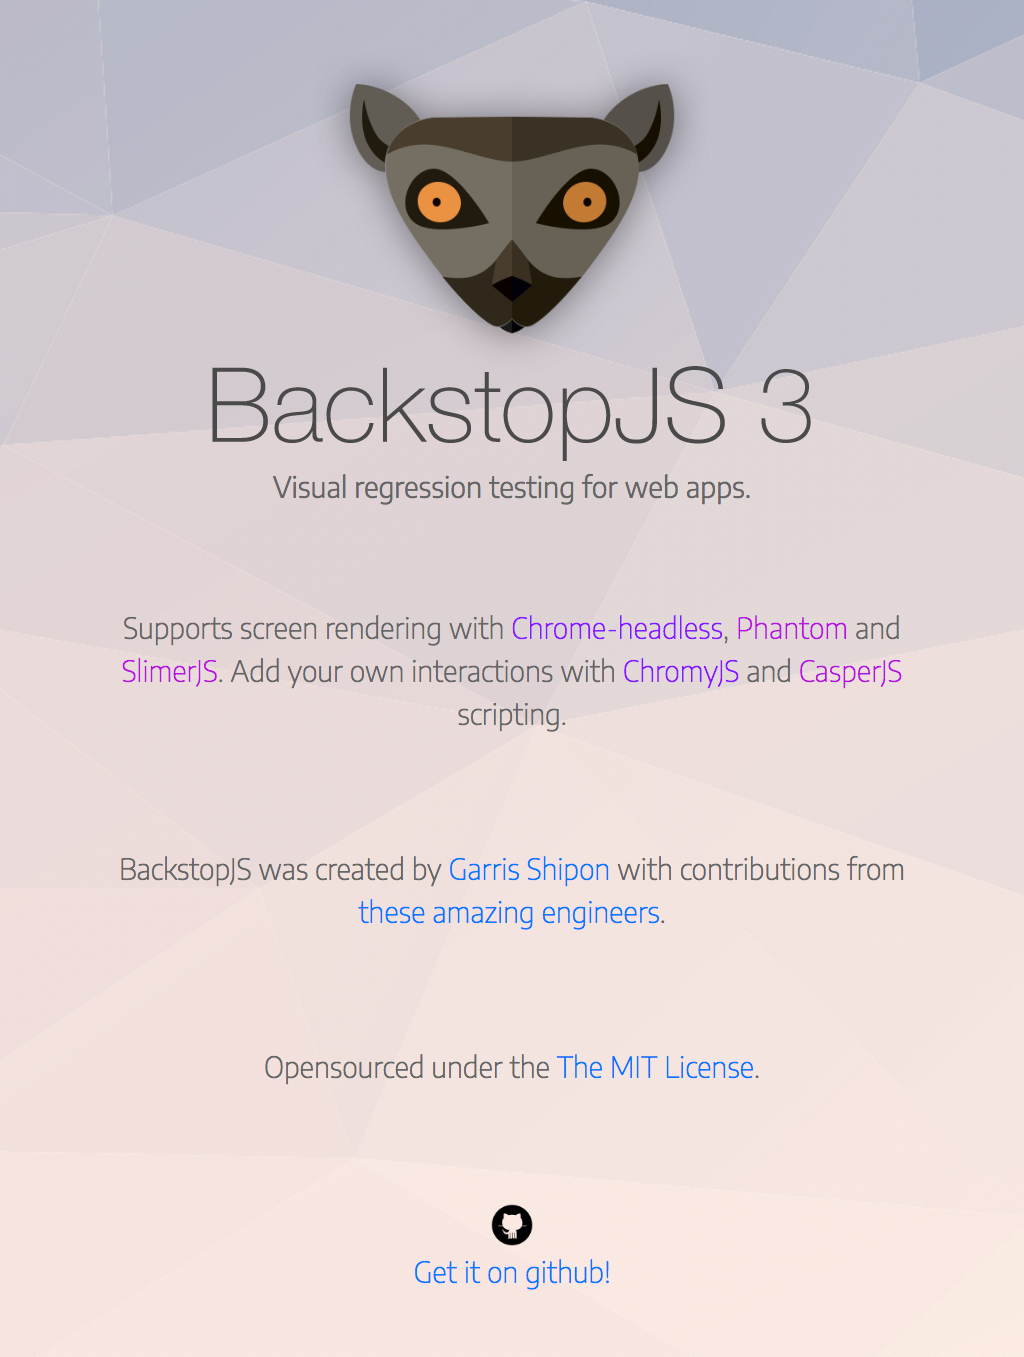 BackstopJS 3
Visual regression testing for web apps.
Supports screen rendering with Chrome-headless, Phantom and
SlimerJS. Add your own interactions with ChromyJS and CasperJS
scripting.
BackstopJS was created by Garris Shipon with contributions from
these amazing engineers.
Opensourced under the The MIT License.
Get it on github!